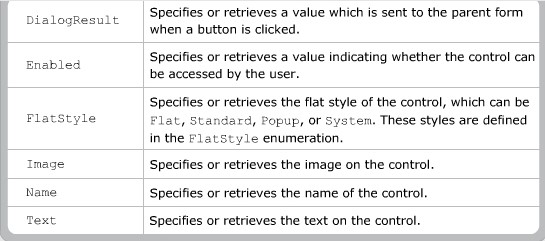 DialogResult
Specifies or retrieves a value which is sent to the parent form
when a button is clicked.
Enabled
Specifies or retrieves a value indicating whether the control can
be accessed by the user.
FlatStyle
Specifies or retrieves the flat style of the control, which can be
Flat, Standard, Popup, or System. These styles are defined
in the FlatStyle enumeration.
Image
Specifies or retrieves the image on the control.
Name
Specifies or retrieves the name of the control.
Text
Specifies or retrieves the text on the control.